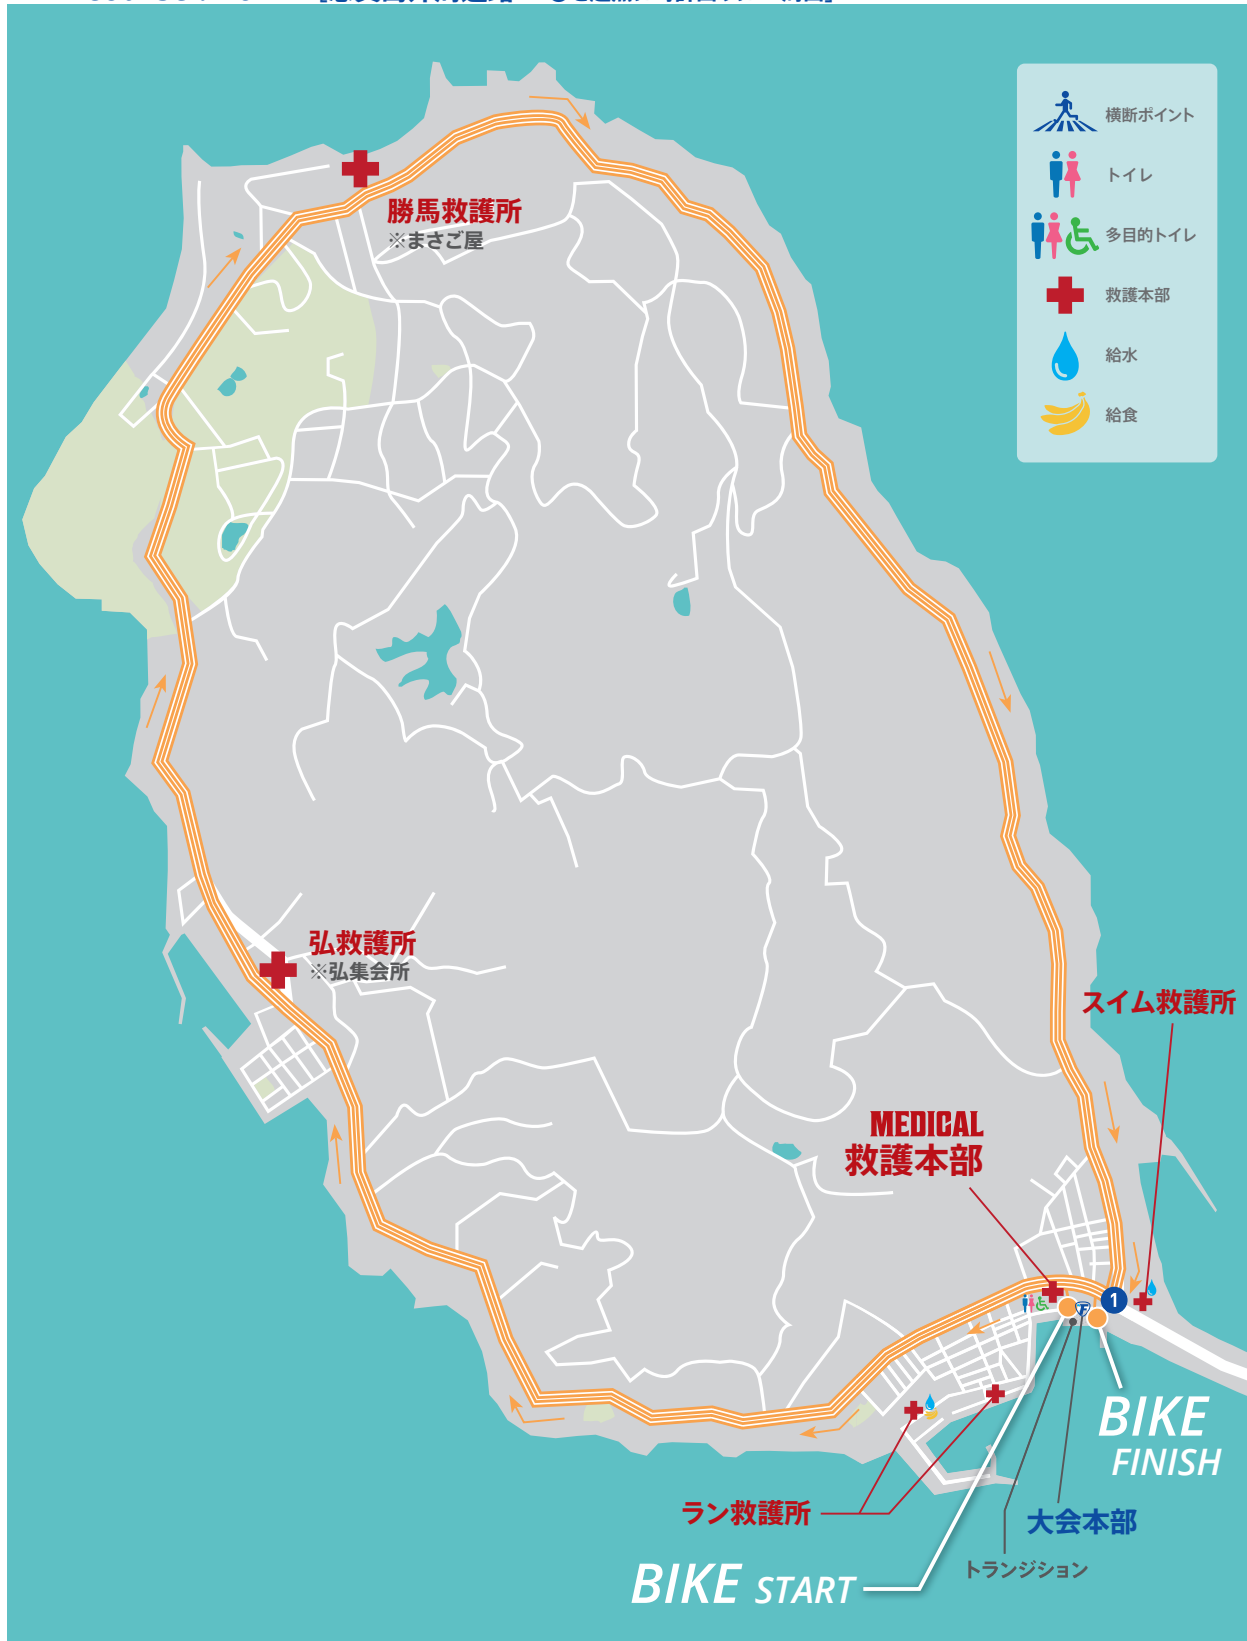 横断ポイント
トイレ
多目的トイレ
救護本部
給水
給食
勝馬救護所
※まさご屋
弘救護所
※弘集会所
スイム救護所
MEDICAL
救護本部
1
F
BIKE
FINISH
ラン救護所
大会本部
トランジション
BIKE START